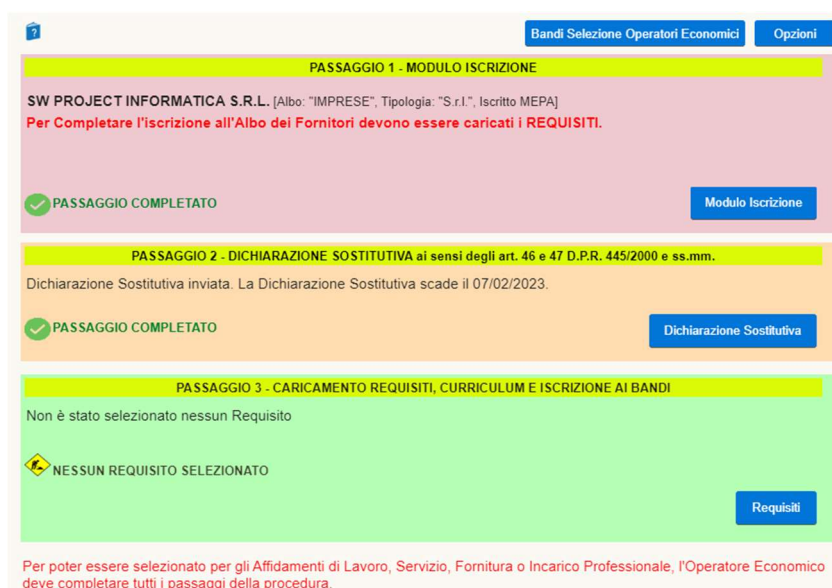 ?
Bandi Selezione Operatori Economici
Opzioni
PASSAGGIO 1 - MODULO ISCRIZIONE
SW PROJECT INFORMATICA S.R.L. [Albo: "IMPRESE", Tipologia: "S.r.l.", Iscritto MEPA]
Per Completare l'iscrizione all'Albo dei Fornitori devono essere caricati i REQUISITI.
PASSAGGIO COMPLETATO
Modulo Iscrizione
PASSAGGIO 2 - DICHIARAZIONE SOSTITUTIVA ai sensi degli art. 46 e 47 D.P.R. 445/2000 e ss.mm.
Dichiarazione Sostitutiva inviata. La Dichiarazione Sostitutiva scade il 07/02/2023.
PASSAGGIO COMPLETATO
Dichiarazione Sostitutiva
PASSAGGIO 3 - CARICAMENTO REQUISITI, CURRICULUM E ISCRIZIONE AI BANDI
Non è stato selezionato nessun Requisito
NESSUN REQUISITO SELEZIONATO
Requisiti
Per poter essere selezionato per gli Affidamenti di Lavoro, Servizio, Fornitura o Incarico Professionale, l'Operatore Economico
deve completare tutti i passaggi della procedura.